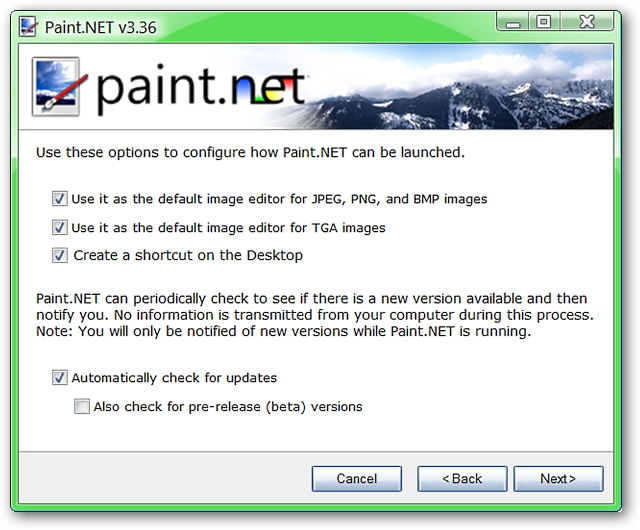 Paint.NET v3.36
paint.net
Use these options to configure how Paint.NET can be launched.
Use it as the default image editor for JPEG, PNG, and BMP images
Use it as the default image editor for TGA images
Create a shortcut on the Desktop
Paint.NET can periodically check to see if there is a new version available and then
notify you. No information is transmitted from your computer during this process.
Note: You will only be notified of new versions while Paint.NET is running.
Automatically check for updates
Also check for pre-release (beta) versions
Cancel <Back Next>